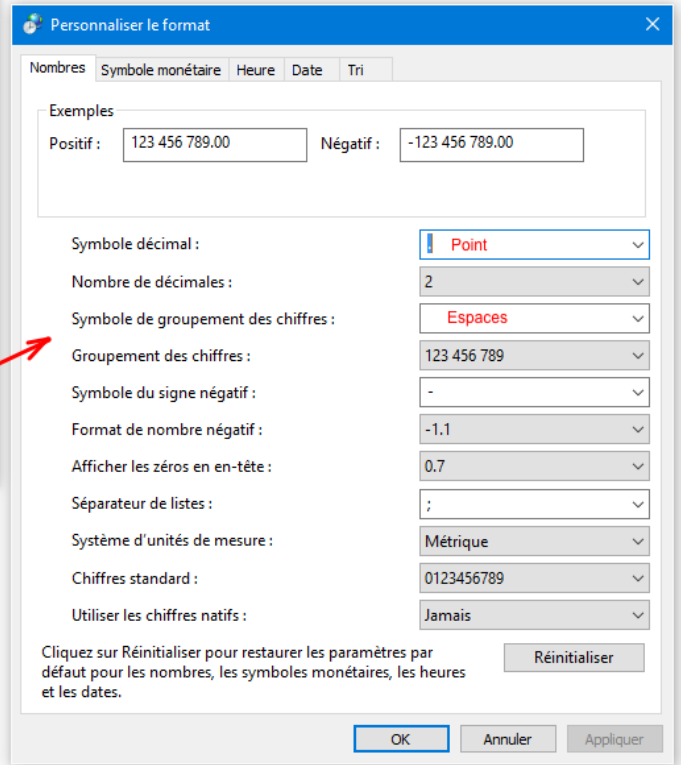 Personnaliser le format
Nombres Symbole monétaire Heure Date Tri
Exemples
Positif : 123 456 789.00 Négatif : -123 456 789.00
Symbole décimal : . Point
Nombre de décimales : 2
Symbole de groupement des chiffres : Espaces
Groupement des chiffres : 123 456 789
Symbole du signe négatif : -
Format de nombre négatif : -1.1
Afficher les zéros en en-tête : 0.7
Séparateur de listes : ;
Système d'unités de mesure : Métrique
Chiffres standard : 0123456789
Utiliser les chiffres natifs : Jamais
Cliquez sur Réinitialiser pour restaurer les paramètres par
défaut pour les nombres, les symboles monétaires, les heures
et les dates.
Réinitialiser
OK Annuler Appliquer